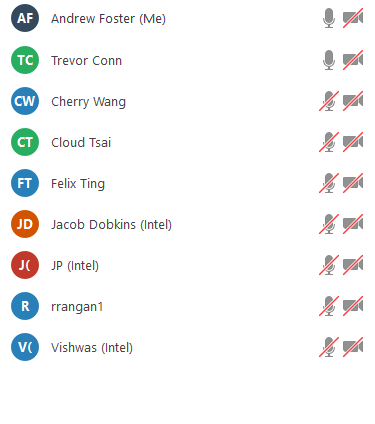 AF Andrew Foster (Me)
TC Trevor Conn
CW Cherry Wang
CT Cloud Tsai
FT Felix Ting
JD Jacob Dobkins (Intel)
J( JP (Intel)
R rrangan1
V( Vishwas (Intel)